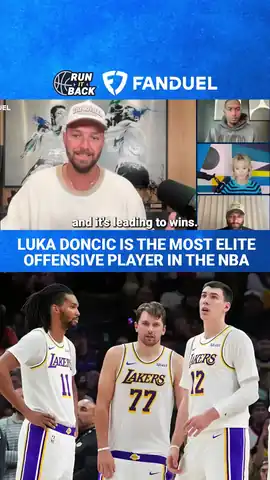 RUN
IT
BACK
FANDUEL
and it's leading to wins.
LUKA DONCIC IS THE MOST ELITE
OFFENSIVE PLAYER IN THE NBA
LAKERS
11
LAKERS
77
LAKERS
12